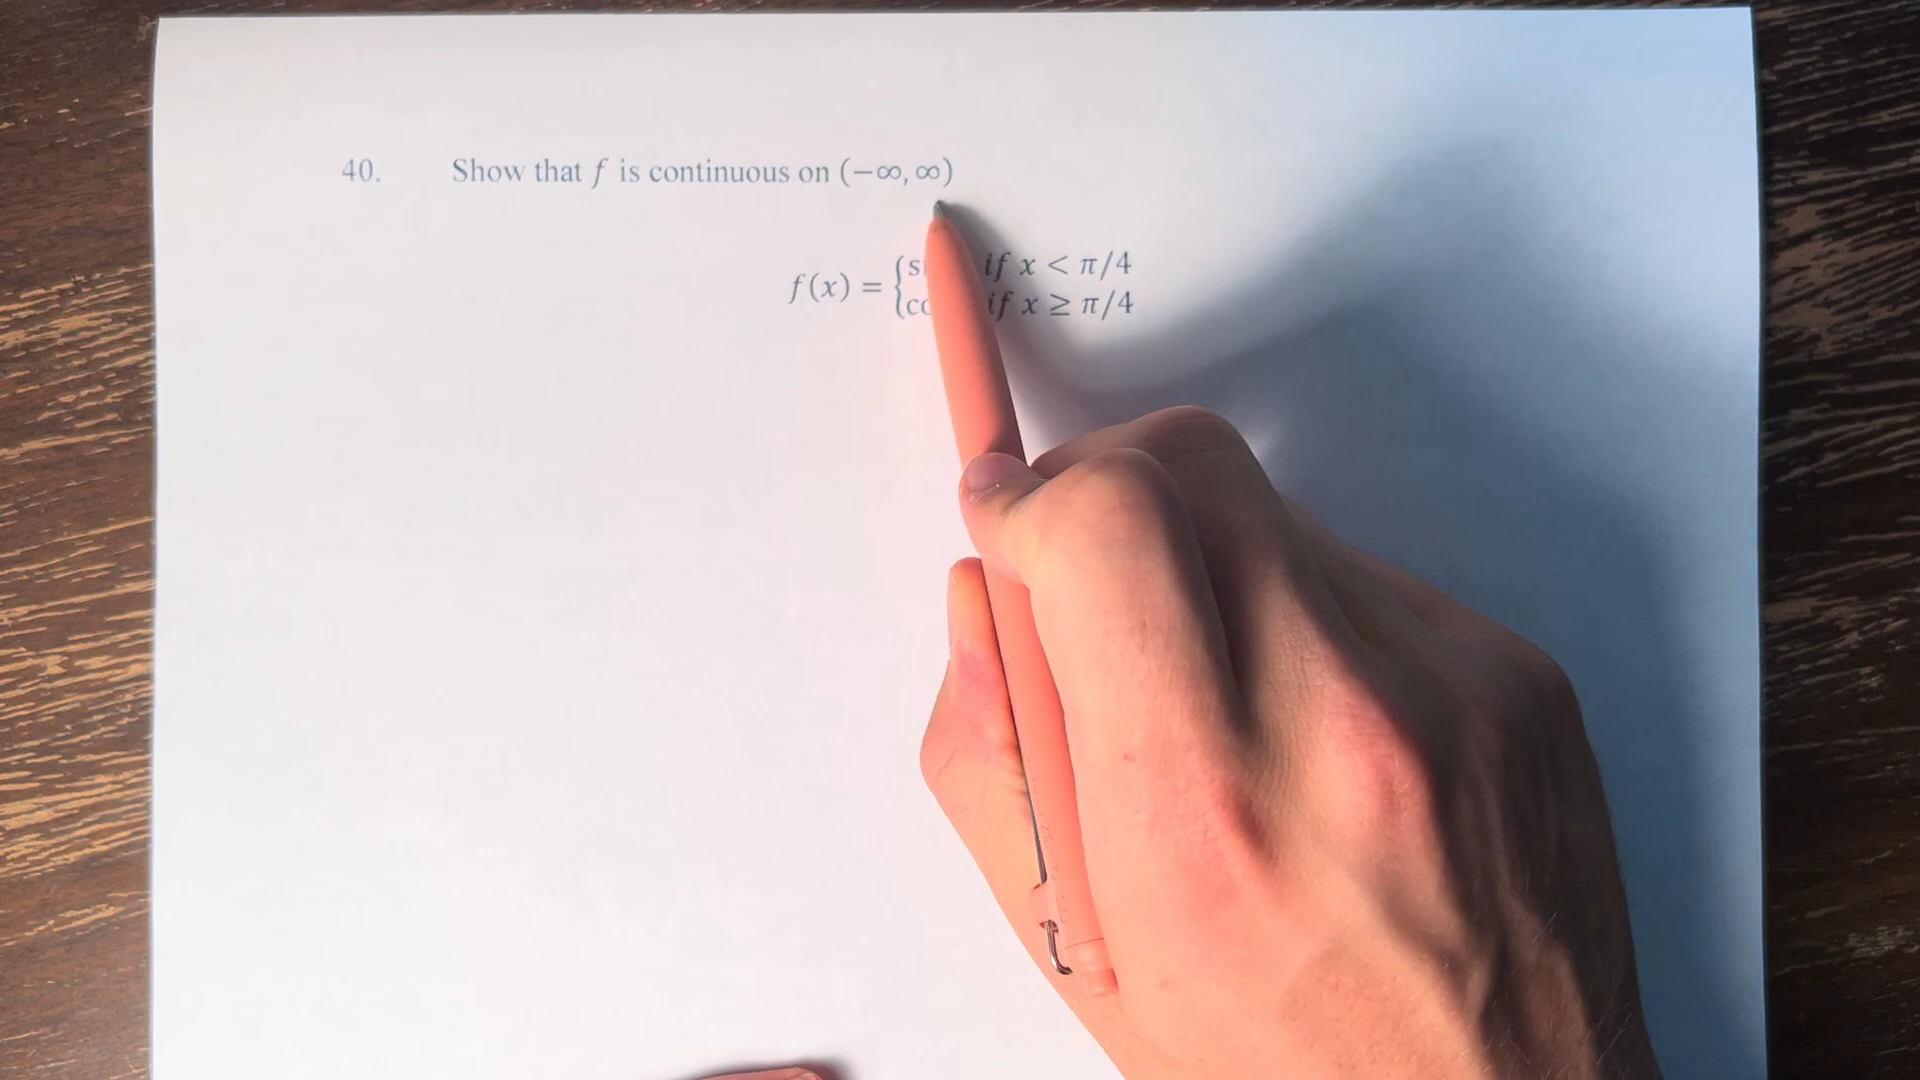 40. Show that f is continuous on (−∞, ∞)
f(x) = { if x < π/4
if x ≥ π/4